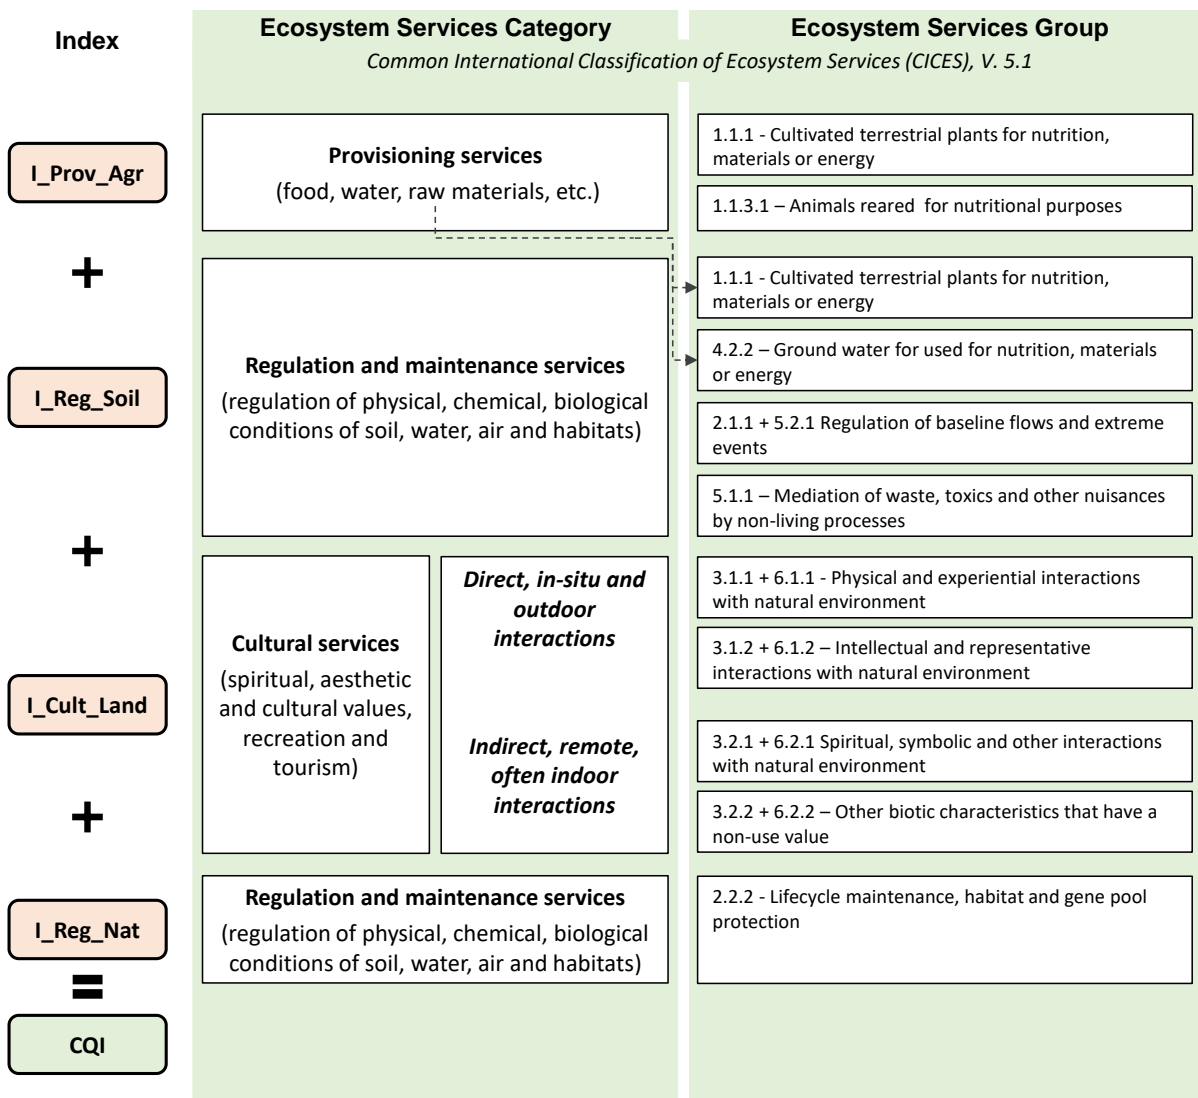 Index
Ecosystem Services Category
Ecosystem Services Group
Common International Classification of Ecosystem Services (CICES), V. 5.1
I_Prov_Agr
Provisioning services
(food, water, raw materials, etc.)
1.1.1 - Cultivated terrestrial plants for nutrition,
materials or energy
1.1.3.1 – Animals reared for nutritional purposes
+
I_Reg_Soil
Regulation and maintenance services
(regulation of physical, chemical, biological
conditions of soil, water, air and habitats)
1.1.1 - Cultivated terrestrial plants for nutrition,
materials or energy
4.2.2 – Ground water for used for nutrition, materials
or energy
2.1.1 + 5.2.1 Regulation of baseline flows and extreme
events
5.1.1 – Mediation of waste, toxics and other nuisances
by non-living processes
+
I_Cult_Land
Cultural services
(spiritual, aesthetic
and cultural values,
recreation and
tourism)
Direct, in-situ and
outdoor
interactions
Indirect, remote,
often indoor
interactions
3.1.1 + 6.1.1 - Physical and experiential interactions
with natural environment
3.1.2 + 6.1.2 – Intellectual and representative
interactions with natural environment
3.2.1 + 6.2.1 Spiritual, symbolic and other interactions
with natural environment
3.2.2 + 6.2.2 – Other biotic characteristics that have a
non-use value
+
I_Reg_Nat
Regulation and maintenance services
(regulation of physical, chemical, biological
conditions of soil, water, air and habitats)
2.2.2 - Lifecycle maintenance, habitat and gene pool
protection
=
CQI